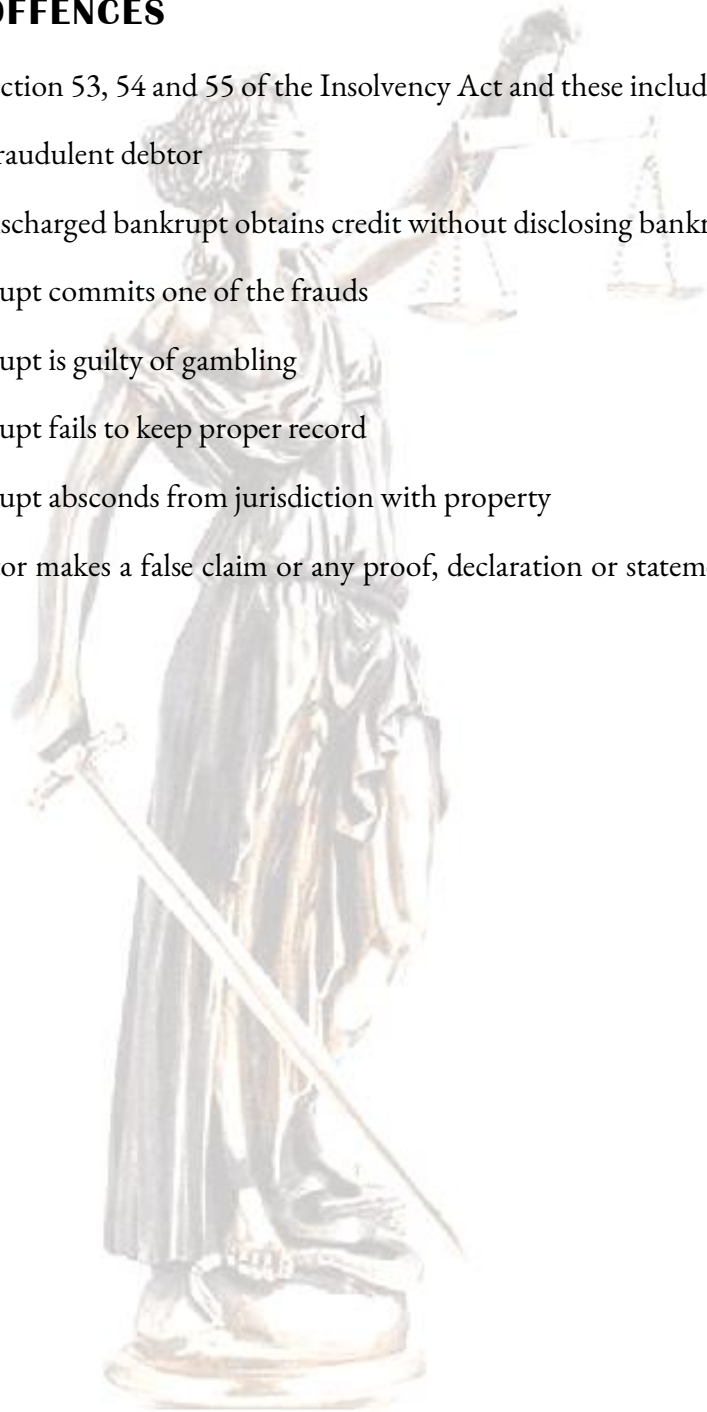 OFFENCES
ction 53, 54 and 55 of the Insolvency Act and these includ
raudulent debtor
scharged bankrupt obtains credit without disclosing bankr
upt commits one of the frauds
upt is guilty of gambling
upt fails to keep proper record
upt absconds from jurisdiction with property
tor makes a false claim or any proof, declaration or statem